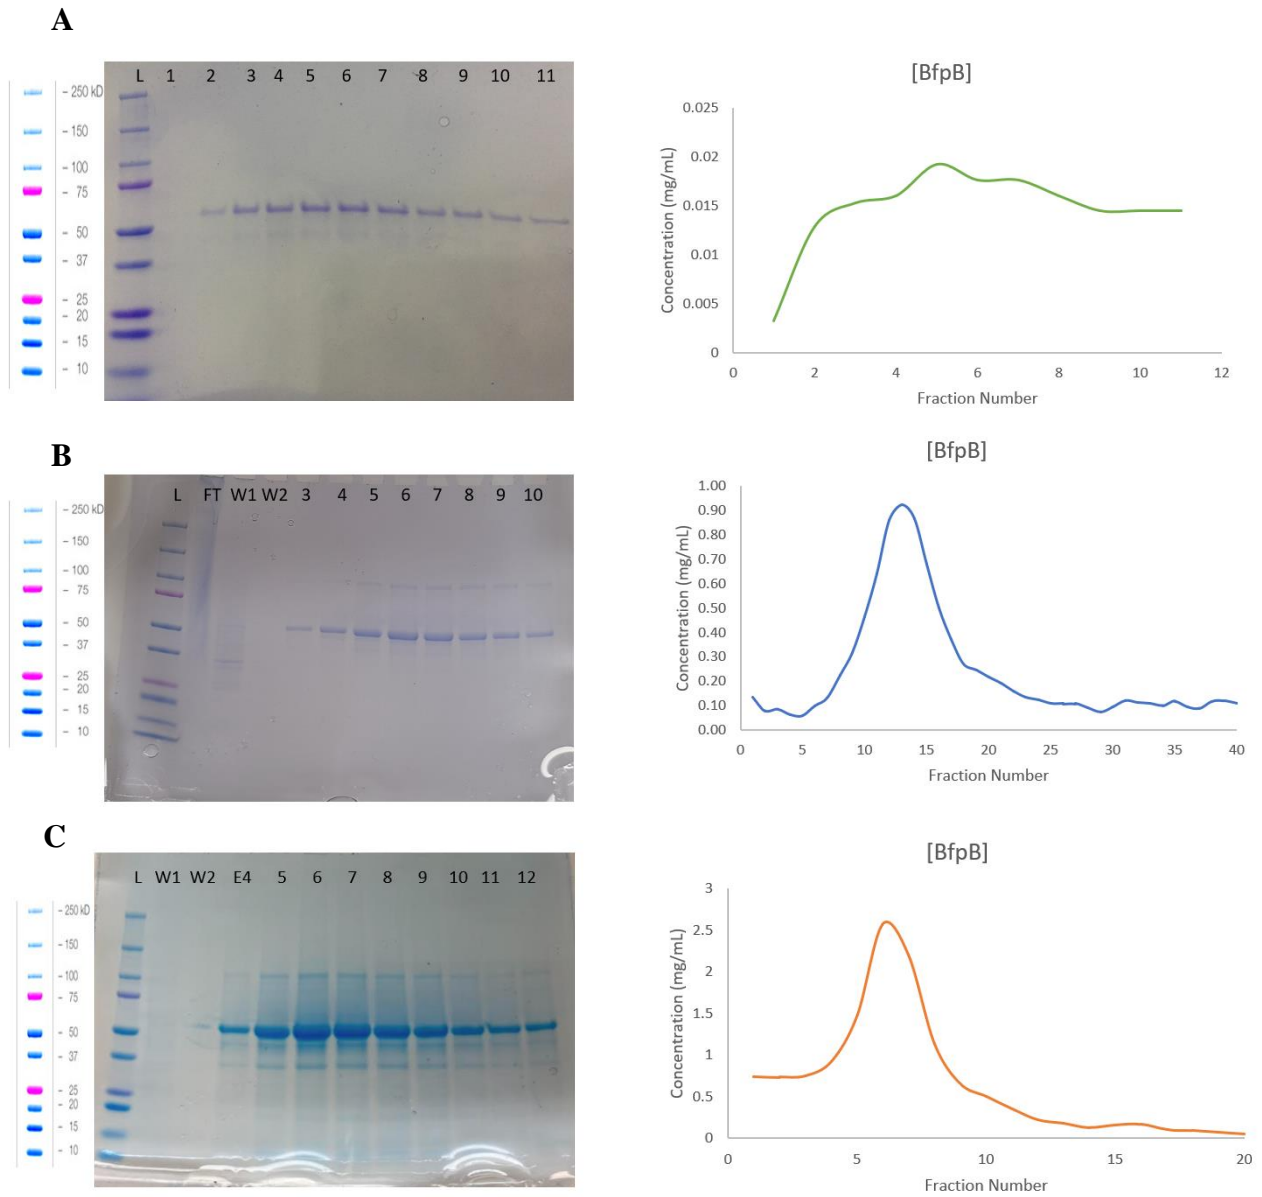 A
L 1 2 3 4 5 6 7 8 9 10 11
250 kD
150
100
75
50
37
25
20
15
10
[BfpB]
0.025
0.02
0.015
0.01
0.005
0
Concentration (mg/mL)
0 2 4 6 8 10 12
Fraction Number
B
L FT W1 W2 3 4 5 6 7 8 9 10
250 kD
150
100
75
50
37
25
20
15
10
[BfpB]
1.00
0.90
0.80
0.70
0.60
0.50
0.40
0.30
0.20
0.10
0.00
Concentration (mg/mL)
0 5 10 15 20 25 30 35 40
Fraction Number
C
L W1 W2 E4 5 6 7 8 9 10 11 12
250 kD
150
100
75
50
37
25
20
15
10
[BfpB]
3
2.5
2
1.5
1
0.5
0
Concentration (mg/mL)
0 5 10 15 20
Fraction Number